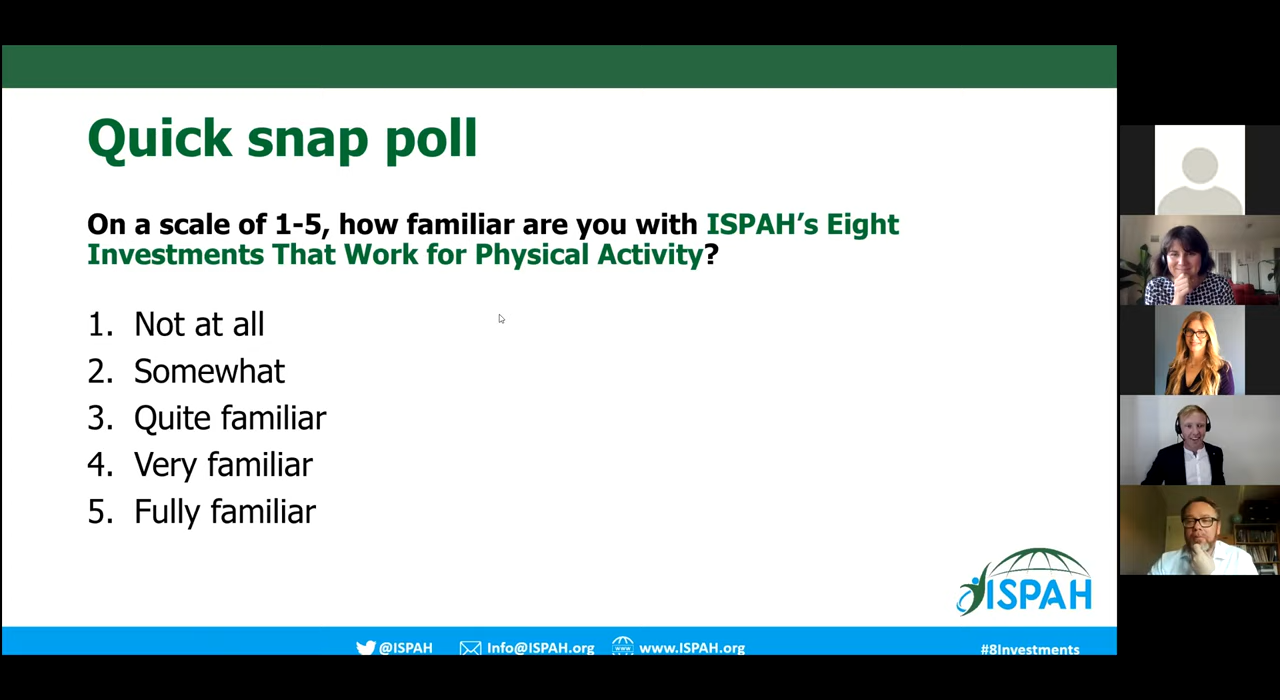 Quick snap poll
On a scale of 1-5, how familiar are you with ISPAH’s Eight
Investments That Work for Physical Activity?
1. Not at all
2. Somewhat
3. Quite familiar
4. Very familiar
5. Fully familiar
ISPAH
@ISPAH Info@ISPAH.org www www.ISPAH.org #8Investments